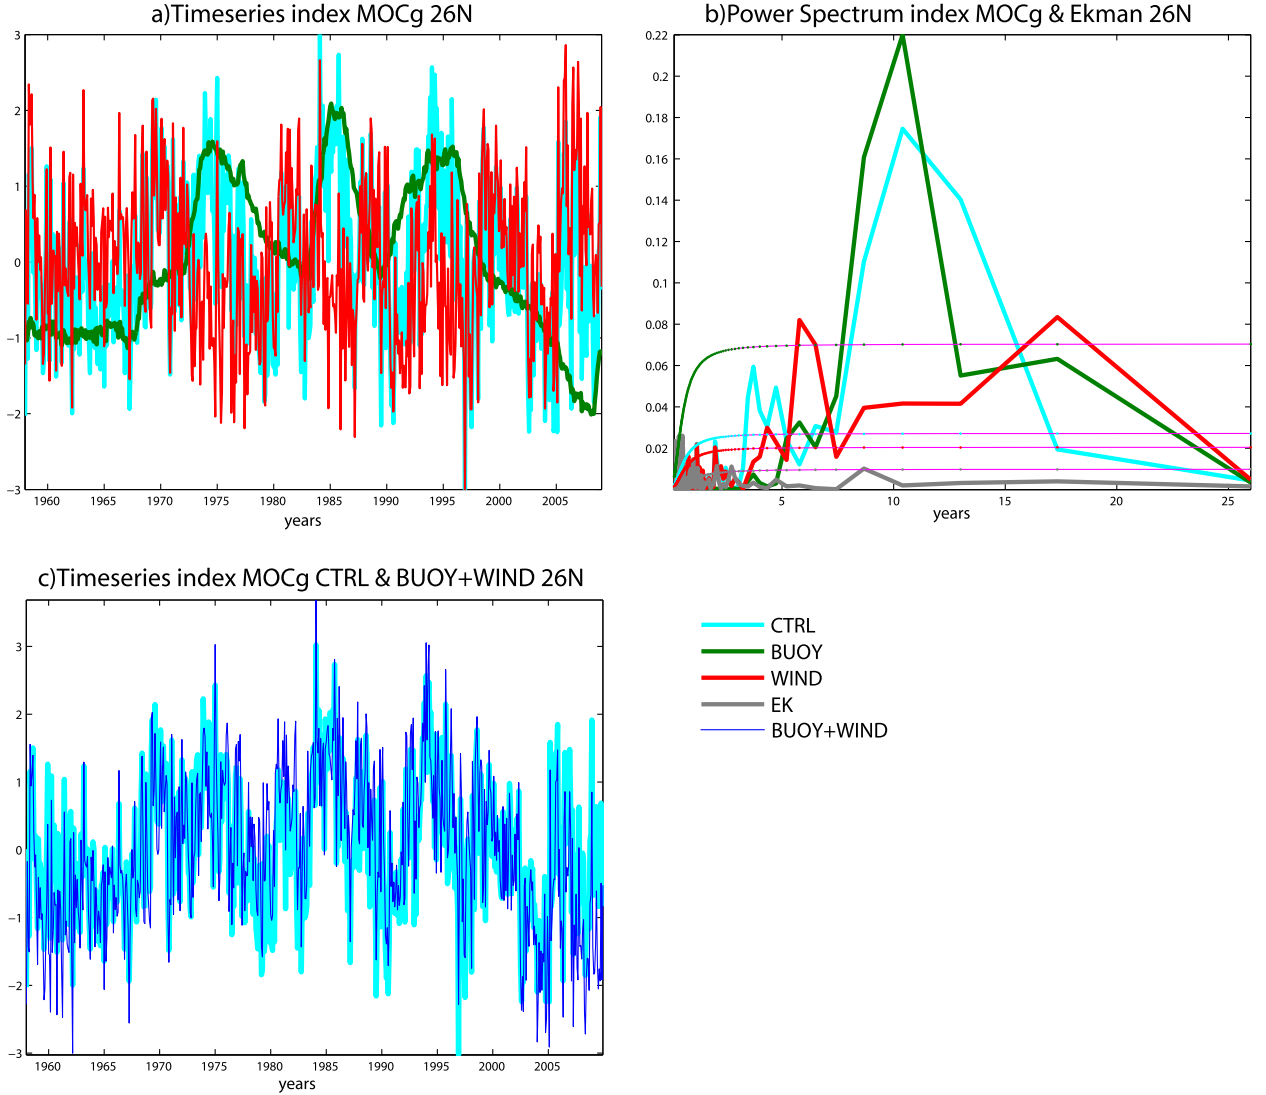 a)Timeseries index MOCg 26N
3
2
1
0
−1
−2
−3
1960 1965 1970 1975 1980 1985 1990 1995 2000 2005
years
b)Power Spectrum index MOCg & Ekman 26N
0.22
0.2
0.18
0.16
0.14
0.12
0.1
0.08
0.06
0.04
0.02
5 10 15 20 25
years
c)Timeseries index MOCg CTRL & BUOY+WIND 26N
3
2
1
0
−1
−2
−3
1960 1965 1970 1975 1980 1985 1990 1995 2000 2005
years
CTRL
BUOY
WIND
EK
BUOY+WIND